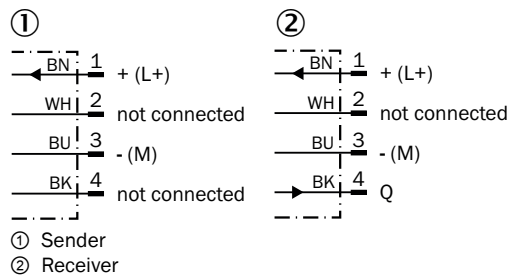 ①
BN 1 + (L+)
WH 2 not connected
BU 3 - (M)
BK 4 not connected
②
BN 1 + (L+)
WH 2 not connected
BU 3 - (M)
BK 4 Q
① Sender
② Receiver